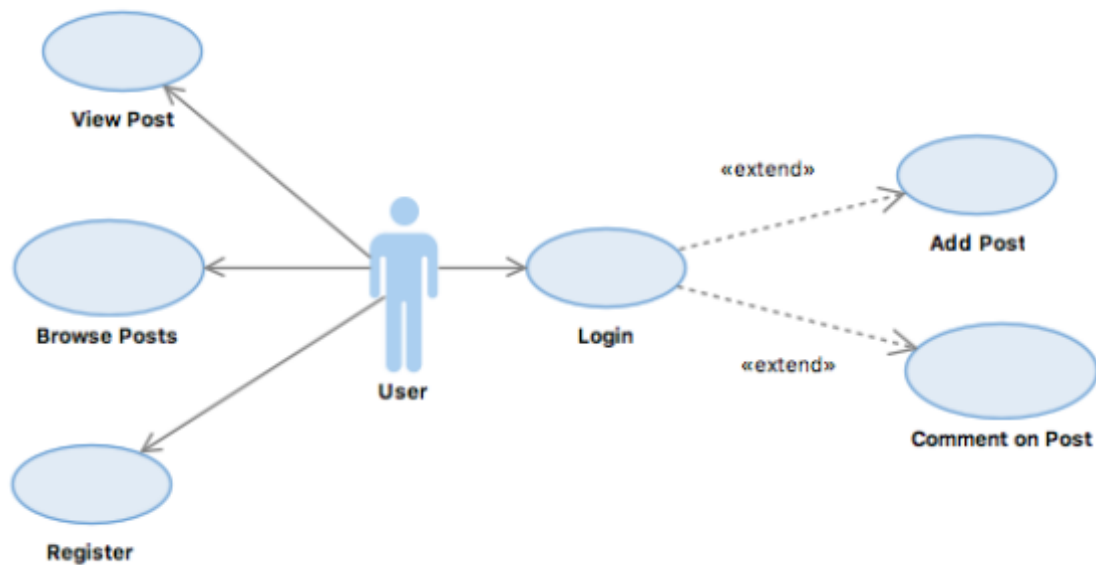 View Post
«extend»
Add Post
Browse Posts
Login
«extend»
User
Comment on Post
Register